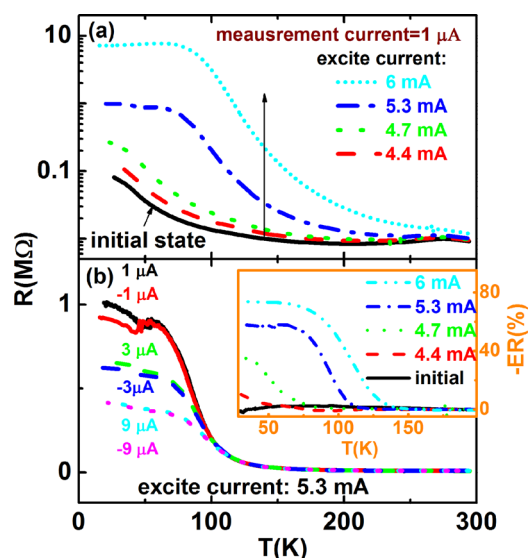 (a)
meausrment current=1 μA
excite current:
6 mA
5.3 mA
4.7 mA
4.4 mA
initial state
10
0.1
R(MΩ)
(b)
1 μA
-1 μA
3 μA
-3μA
9 μA
-9 μA
1
0
excite current: 5.3 mA
6 mA
5.3 mA
4.7 mA
4.4 mA
initial
80
40
0
-ER(%)
50
100
150
T(K)
0
100
200
300
T(K)